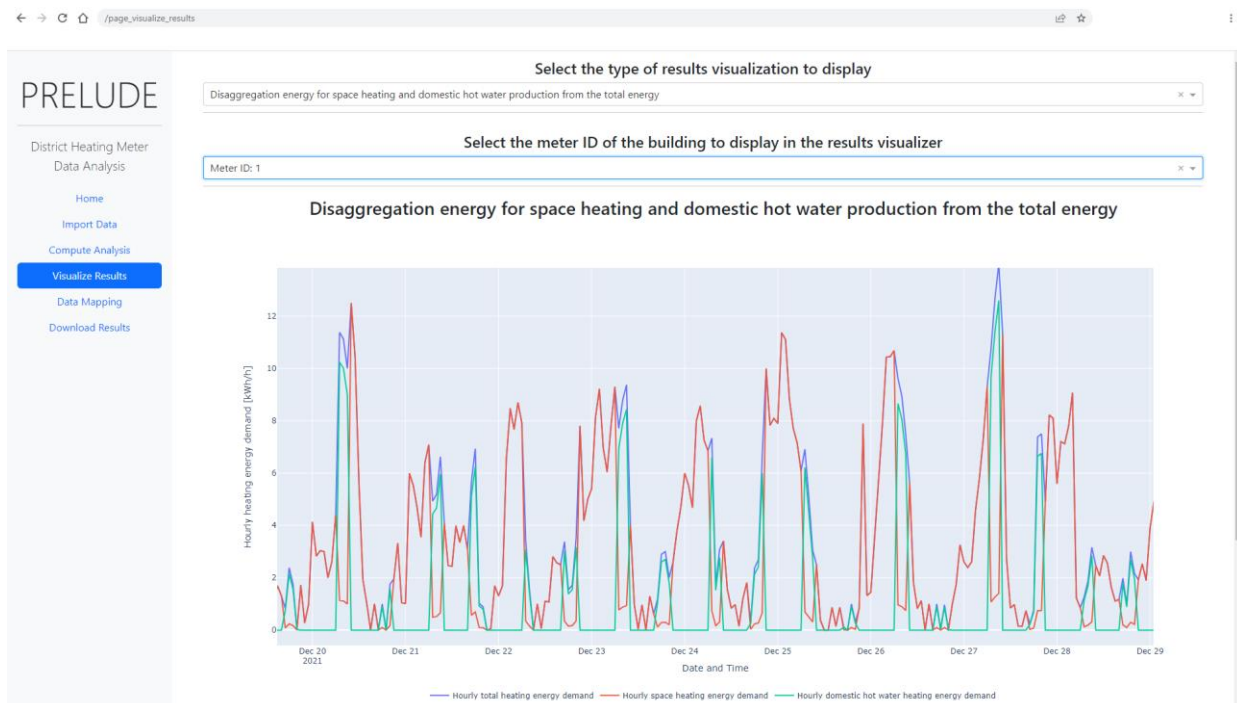 /page_visualize_results
PRELUDE
District Heating Meter
Data Analysis
Home
Import Data
Compute Analysis
Visualize Results
Data Mapping
Download Results
Select the type of results visualization to display
Disaggregation energy for space heating and domestic hot water production from the total energy
Select the meter ID of the building to display in the results visualizer
Meter ID: 1
Disaggregation energy for space heating and domestic hot water production from the total energy
Hourly heating energy demand [kWh/h]
12
10
8
6
4
2
0
Dec 20 Dec 21 Dec 22 Dec 23 Dec 24 Dec 25 Dec 26 Dec 27 Dec 28 Dec 29
2021
Date and Time
Hourly total heating energy demand Hourly space heating energy demand Hourly domestic hot water heating energy demand